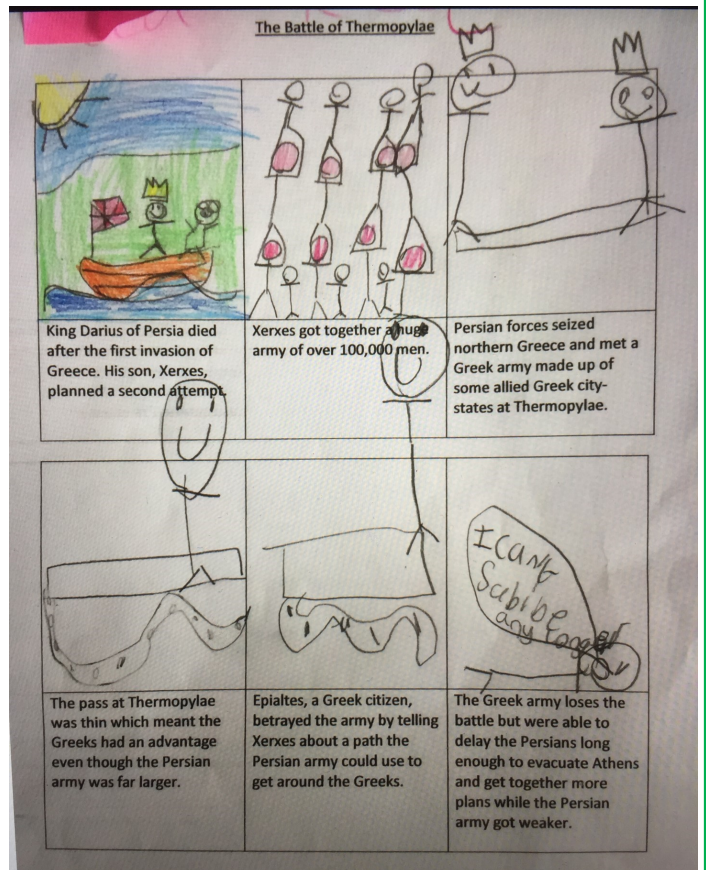 The Battle of Thermopylae
King Darius of Persia died
after the first invasion of
Greece. His son, Xerxes,
planned a second attempt.
Xerxes got together a huge
army of over 100,000 men.
Persian forces seized
northern Greece and met a
Greek army made up of
some allied Greek city-
states at Thermopylae.
I cant
Sabibe
any longer
The pass at Thermopylae
was thin which meant the
Greeks had an advantage
even though the Persian
army was far larger.
Epialtes, a Greek citizen,
betrayed the army by telling
Xerxes about a path the
Persian army could use to
get around the Greeks.
The Greek army loses the
battle but were able to
delay the Persians long
enough to evacuate Athens
and get together more
plans while the Persian
army got weaker.